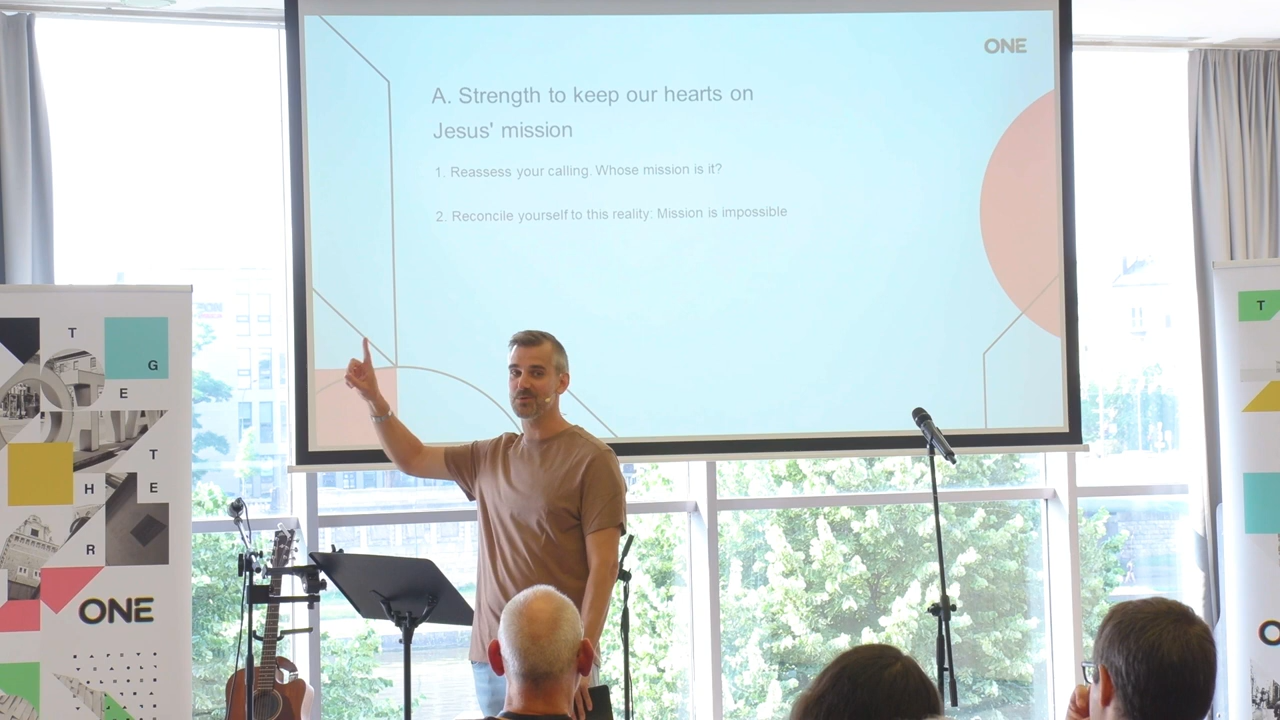 ONE
A. Strength to keep our hearts on
Jesus' mission
1. Reassess your calling. Whose mission is it?
2. Reconcile yourself to this reality: Mission is impossible
T
G
E
T
H
E
R
ONE
T